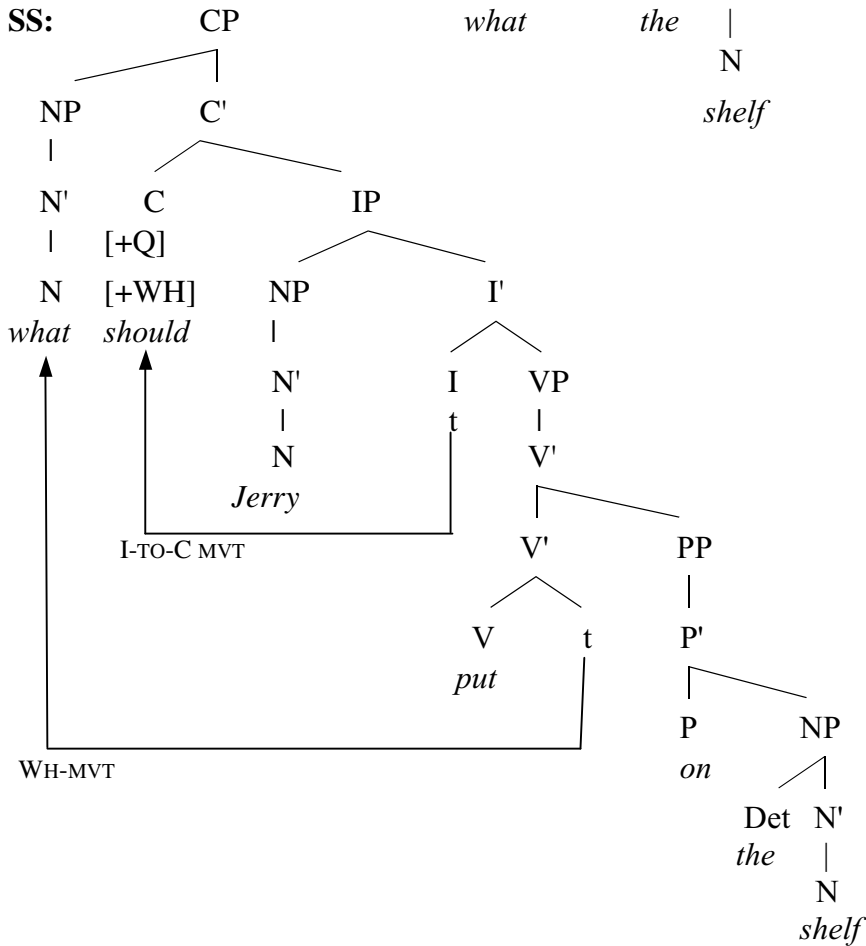 SS: CP what the |
N
NP C' shelf
|
N' C IP
| [+Q]
N [+WH] NP I'
what should |
N' I VP
| t |
N V'
Jerry
I-TO-C MVT V' PP
|
V t P'
put
P NP
WH-MVT on
Det N'
the |
N
shelf